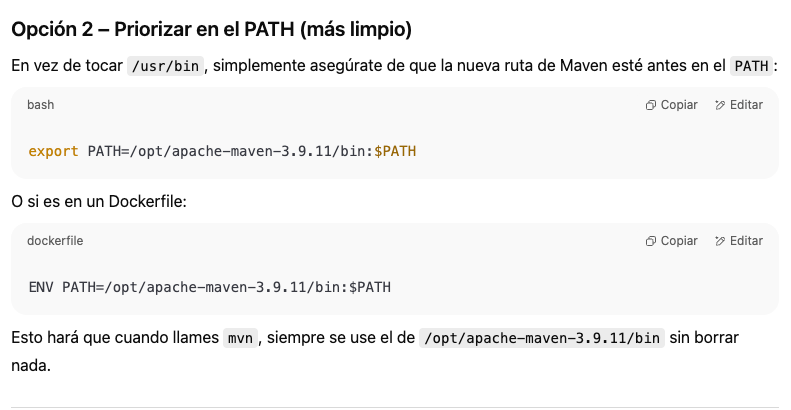 Opción 2 – Priorizar en el PATH (más limpio)
En vez de tocar /usr/bin, simplemente asegúrate de que la nueva ruta de Maven esté antes en el PATH:
bash
Copiar
Editar
export PATH=/opt/apache-maven-3.9.11/bin:$PATH
O si es en un Dockerfile:
dockerfile
Copiar
Editar
ENV PATH=/opt/apache-maven-3.9.11/bin:$PATH
Esto hará que cuando llames mvn, siempre se use el de /opt/apache-maven-3.9.11/bin sin borrar
nada.